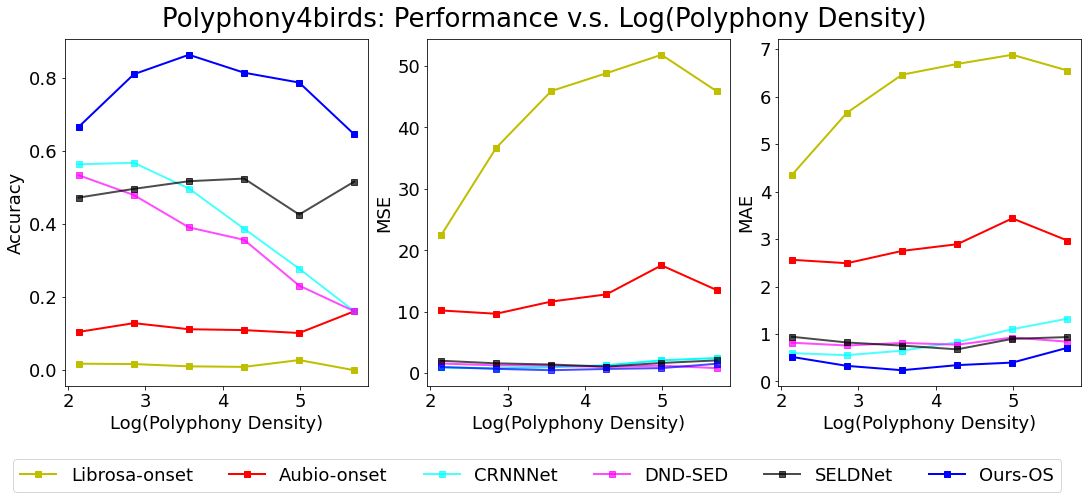 Polyphony4birds: Performance v.s. Log(Polyphony Density)
Accuracy
0.8
0.6
0.4
0.2
0.0
2 3 4 5
Log(Polyphony Density)
MSE
50
40
30
20
10
0
2 3 4 5
Log(Polyphony Density)
MAE
7
6
5
4
3
2
1
0
2 3 4 5
Log(Polyphony Density)
Librosa-onset Aubio-onset CRNNNet DND-SED SELDNet Ours-OS